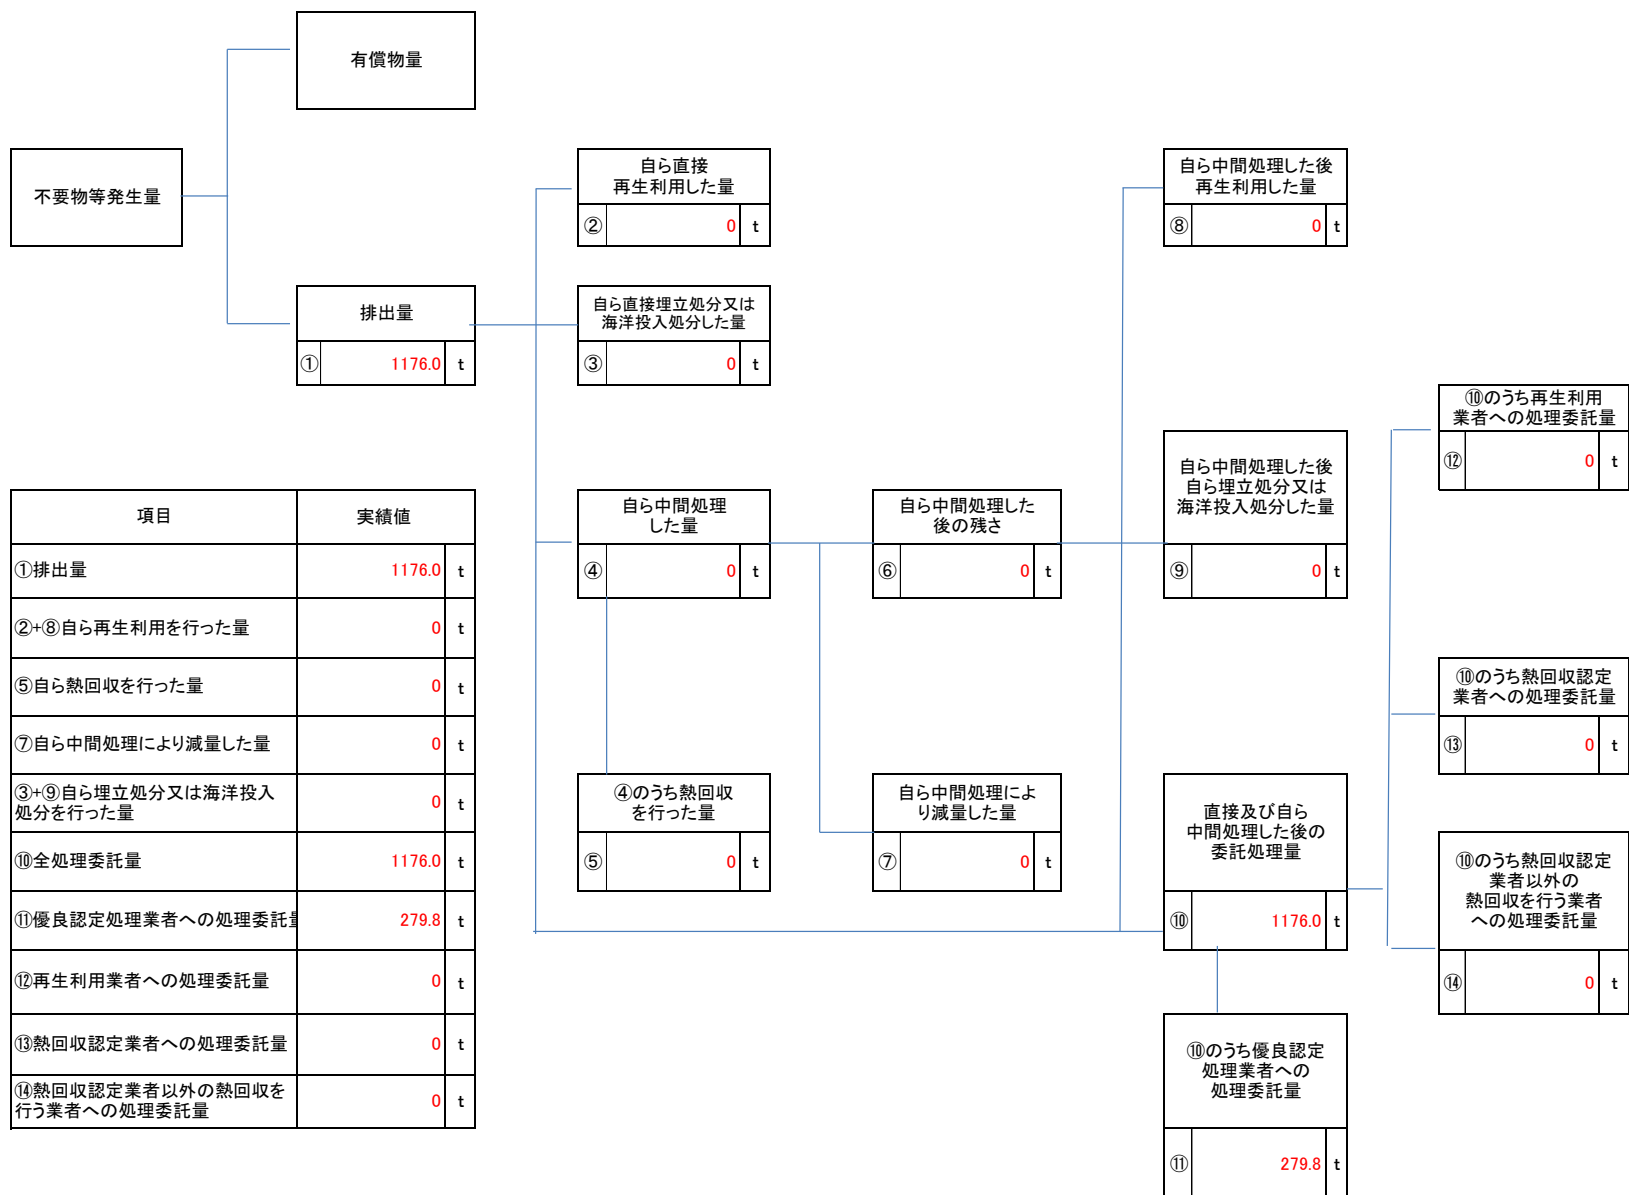 有償物量
不要物等発生量
自ら直接
再生利用した量
② 0 t
自ら中間処理した後
再生利用した量
⑧ 0 t
排出量
① 1176.0 t
自ら直接埋立処分又は
海洋投入処分した量
③ 0 t
⑩のうち再生利用
業者への処理委託量
⑫ 0 t
自ら中間処理
した量
④ 0 t
自ら中間処理した
後の残さ
⑥ 0 t
自ら中間処理した後
自ら埋立処分又は
海洋投入処分した量
⑨ 0 t
⑩のうち熱回収認定
業者への処理委託量
⑬ 0 t
④のうち熱回収
を行った量
⑤ 0 t
自ら中間処理によ
り減量した量
⑦ 0 t
直接及び自ら
中間処理した後の
委託処理量
⑩ 1176.0 t
⑩のうち熱回収認定
業者以外の
熱回収を行う業者
への処理委託量
⑭ 0 t
⑩のうち優良認定
処理業者への
処理委託量
⑪ 279.8 t
項目 実績値
①排出量 1176.0 t
②+⑧自ら再生利用を行った量 0 t
⑤自ら熱回収を行った量 0 t
⑦自ら中間処理により減量した量 0 t
③+⑨自ら埋立処分又は海洋投入
処分を行った量 0 t
⑩全処理委託量 1176.0 t
⑪優良認定処理業者への処理委託量 279.8 t
⑫再生利用業者への処理委託量 0 t
⑬熱回収認定業者への処理委託量 0 t
⑭熱回収認定業者以外の熱回収を
行う業者への処理委託量 0 t